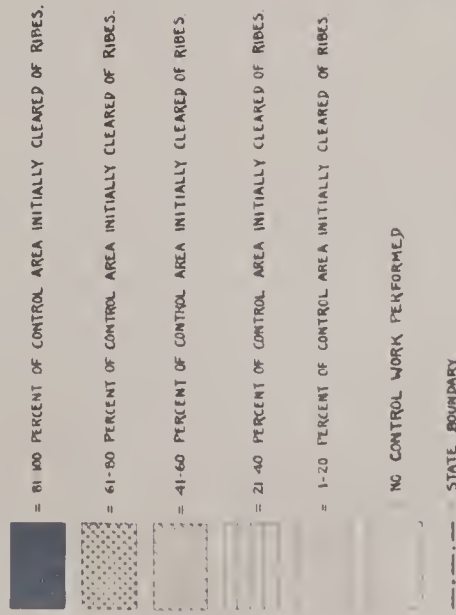 = 81-100 PERCENT OF CONTROL AREA INITIALLY CLEARED OF RIBES.
= 61-80 PERCENT OF CONTROL AREA INITIALLY CLEARED OF RIBES.
= 41-60 PERCENT OF CONTROL AREA INITIALLY CLEARED OF RIBES.
= 21-40 PERCENT OF CONTROL AREA INITIALLY CLEARED OF RIBES.
= 1-20 PERCENT OF CONTROL AREA INITIALLY CLEARED OF RIBES.
NO CONTROL WORK PERFORMED
STATE BOUNDARY